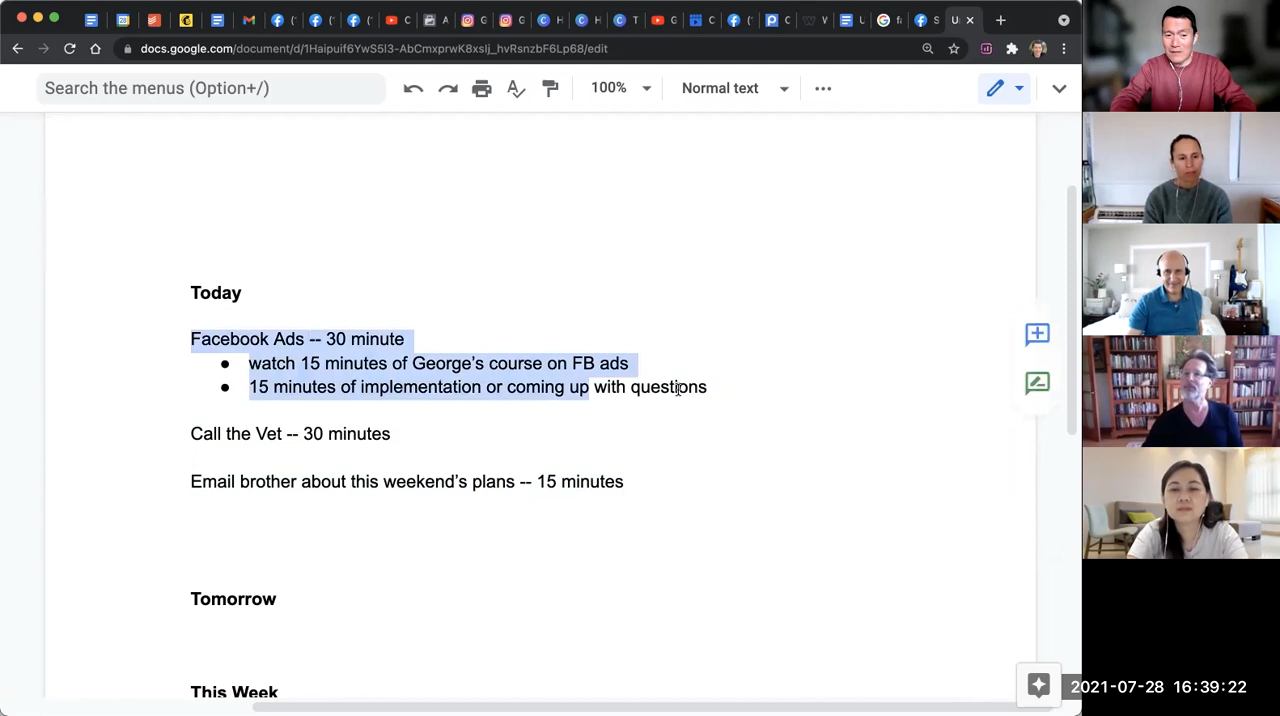 G
C
A
G
G
C
H
C
H
C
T
G
C
C
W
U
G
f
S
U
docs.google.com/document/d/1Haipuif6YwS5l3-AbCmxprwK8xslj_hvRsnzbF6Lp68/edit
Search the menus (Option+/)
100%
Normal text
Today
Facebook Ads -- 30 minute
● watch 15 minutes of George’s course on FB ads
● 15 minutes of implementation or coming up with questions
Call the Vet -- 30 minutes
Email brother about this weekend’s plans -- 15 minutes
Tomorrow
This Week
2021-07-28 16:39:22